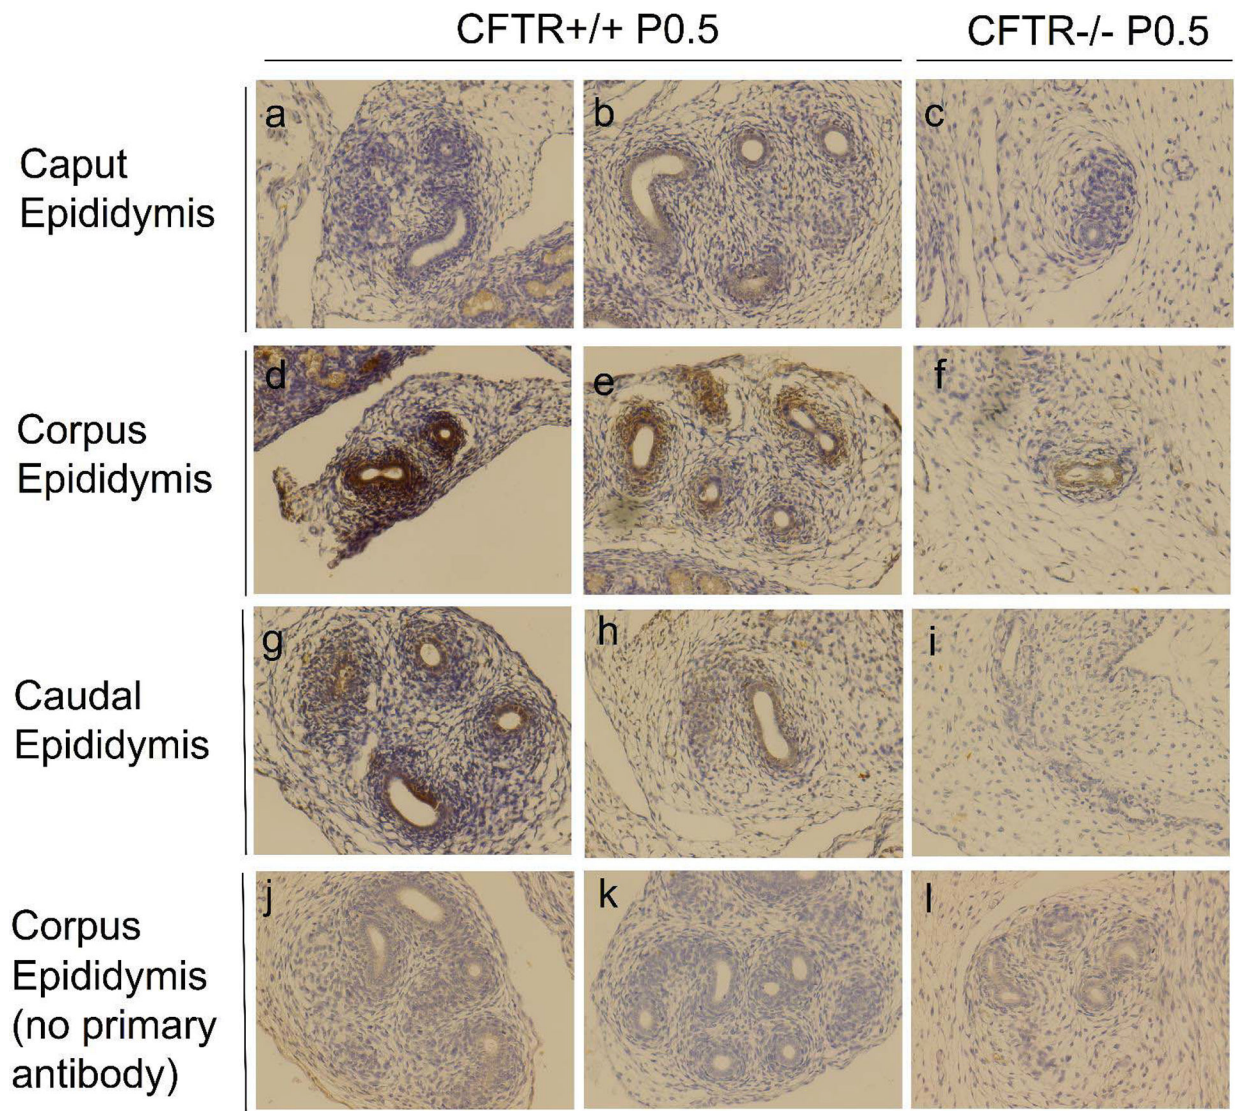 CFTR+/+ P0.5
CFTR-/- P0.5
Caput
Epididymis
a
b
c
Corpus
Epididymis
d
e
f
Caudal
Epididymis
g
h
i
Corpus
Epididymis
(no primary
antibody)
j
k
l